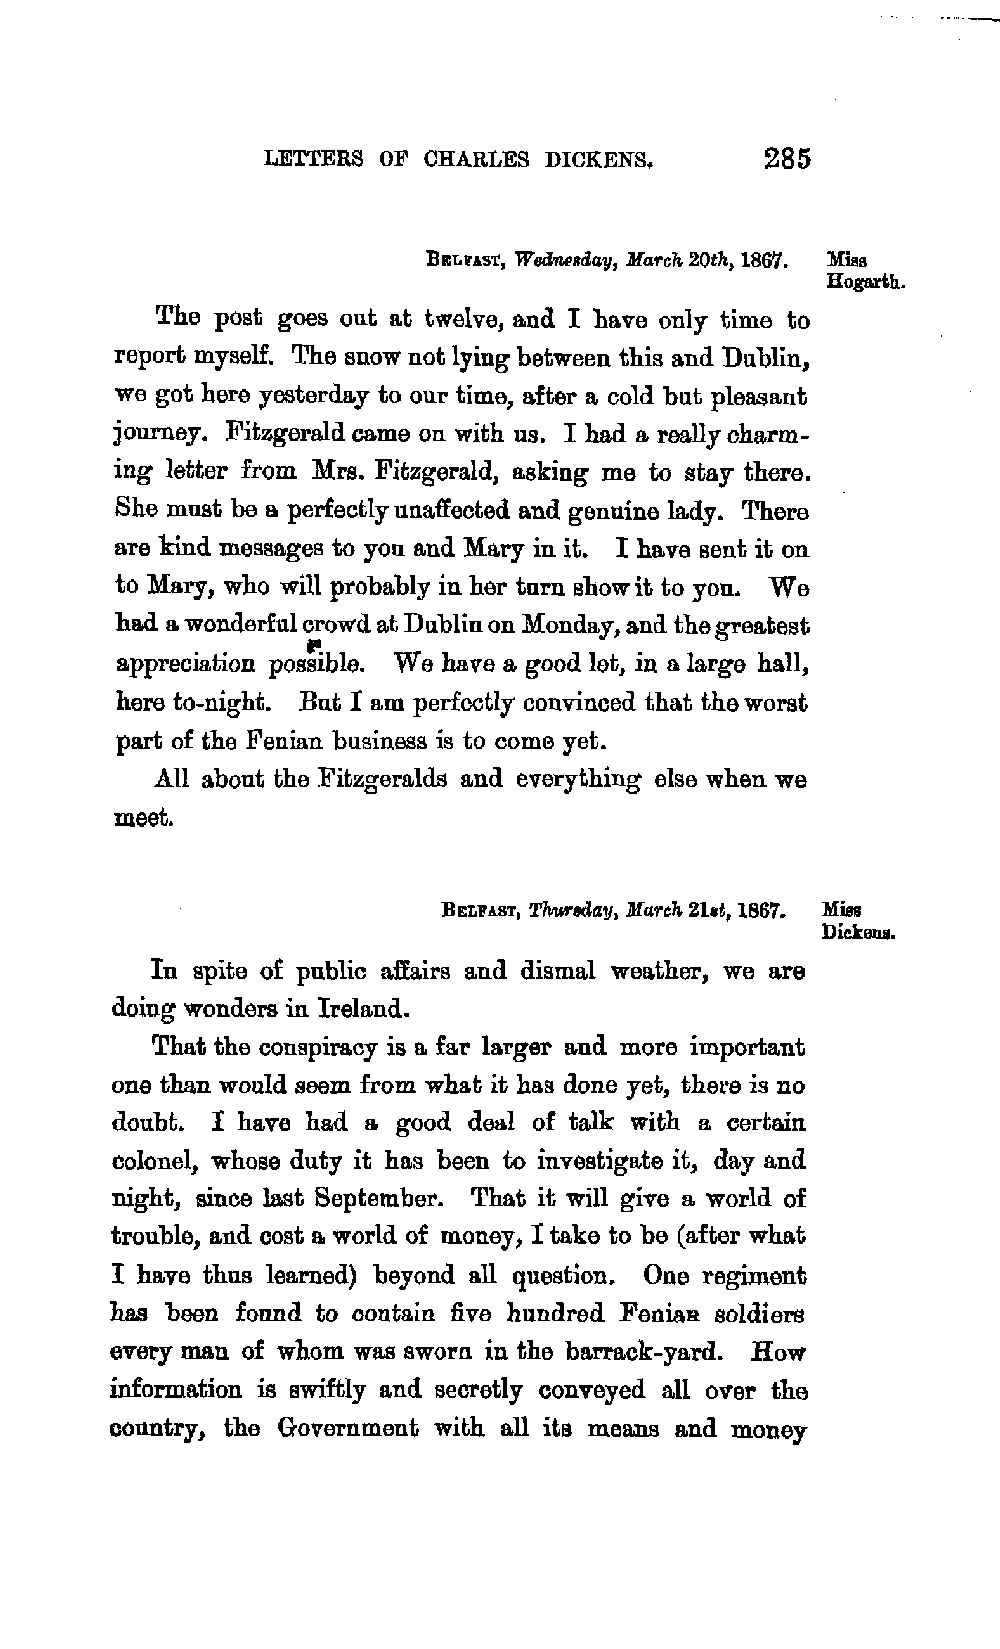 LETTERS OF CHARLES DICKENS. 285
BELFAST, Wednesday, March 20th, 1867. Miss
Hogarth.
The post goes out at twelve, and I have only time to
report myself. The snow not lying between this and Dublin,
we got here yesterday to our time, after a cold but pleasant
journey. Fitzgerald came on with us. I had a really charm-
ing letter from Mrs. Fitzgerald, asking me to stay there.
She must be a perfectly unaffected and genuine lady. There
are kind messages to you and Mary in it. I have sent it on
to Mary, who will probably in her turn show it to you. We
had a wonderful crowd at Dublin on Monday, and the greatest
appreciation possible. We have a good let, in a large hall,
here to-night. But I am perfectly convinced that the worst
part of the Fenian business is to come yet.
All about the Fitzgeralds and everything else when we
meet.
BELFAST, Thursday, March 21st, 1867. Miss
Dickens.
In spite of public affairs and dismal weather, we are
doing wonders in Ireland.
That the conspiracy is a far larger and more important
one than would seem from what it has done yet, there is no
doubt. I have had a good deal of talk with a certain
colonel, whose duty it has been to investigate it, day and
night, since last September. That it will give a world of
trouble, and cost a world of money, I take to be (after what
I have thus learned) beyond all question. One regiment
has been found to contain five hundred Fenian soldiers
every man of whom was sworn in the barrack-yard. How
information is swiftly and secretly conveyed all over the
country, the Government with all its means and money